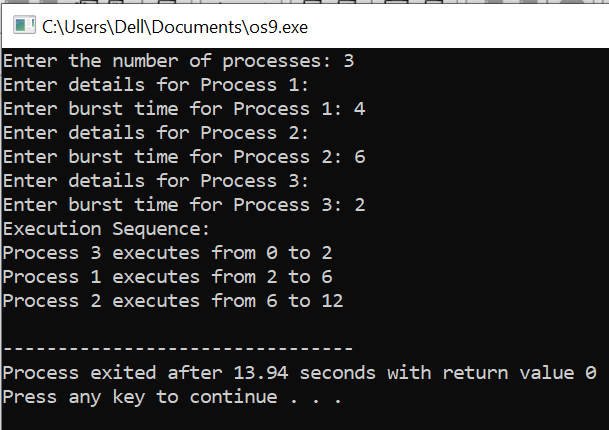 C:\Users\Dell\Documents\os9.exe
Enter the number of processes: 3
Enter details for Process 1:
Enter burst time for Process 1: 4
Enter details for Process 2:
Enter burst time for Process 2: 6
Enter details for Process 3:
Enter burst time for Process 3: 2
Execution Sequence:
Process 3 executes from 0 to 2
Process 1 executes from 2 to 6
Process 2 executes from 6 to 12
--------------------------------
Process exited after 13.94 seconds with return value 0
Press any key to continue . . .